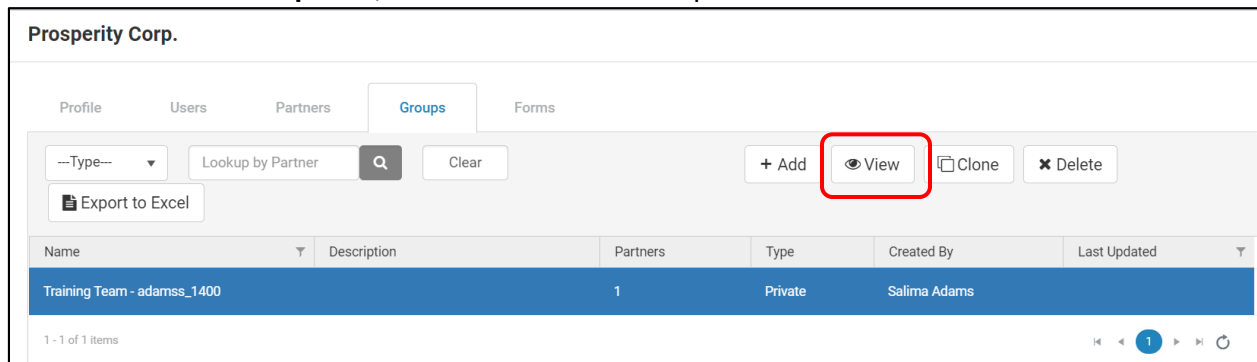 Prosperity Corp.
Profile Users Partners Groups Forms
---Type--- Lookup by Partner Clear + Add View Clone Delete
Export to Excel
Name Description Partners Type Created By Last Updated
Training Team - adamss_1400 1 Private Salima Adams
1 - 1 of 1 items 1